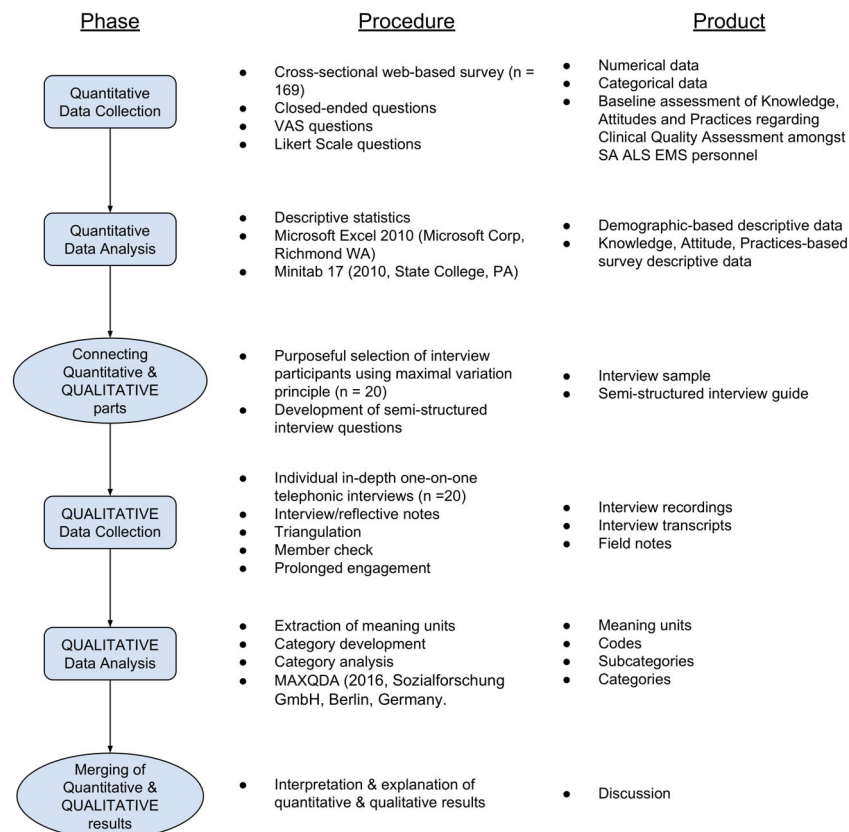 Phase
Procedure
Product
Quantitative
Data Collection
● Cross-sectional web-based survey (n =
169)
● Closed-ended questions
● VAS questions
● Likert Scale questions
● Numerical data
● Categorical data
● Baseline assessment of Knowledge,
Attitudes and Practices regarding
Clinical Quality Assessment amongst
SA ALS EMS personnel
Quantitative
Data Analysis
● Descriptive statistics
● Microsoft Excel 2010 (Microsoft Corp,
Richmond WA)
● Minitab 17 (2010, State College, PA)
● Demographic-based descriptive data
● Knowledge, Attitude, Practices-based
survey descriptive data
Connecting
Quantitative &
QUALITATIVE
parts
● Purposeful selection of interview
participants using maximal variation
principle (n = 20)
● Development of semi-structured
interview questions
● Interview sample
● Semi-structured interview guide
QUALITATIVE
Data Collection
● Individual in-depth one-on-one
telephonic interviews (n =20)
● Interview/reflective notes
● Triangulation
● Member check
● Prolonged engagement
● Interview recordings
● Interview transcripts
● Field notes
QUALITATIVE
Data Analysis
● Extraction of meaning units
● Category development
● Category analysis
● MAXQDA (2016, Sozialforschung
GmbH, Berlin, Germany.
● Meaning units
● Codes
● Subcategories
● Categories
Merging of
Quantitative &
QUALITATIVE
results
● Interpretation & explanation of
quantitative & qualitative results
● Discussion